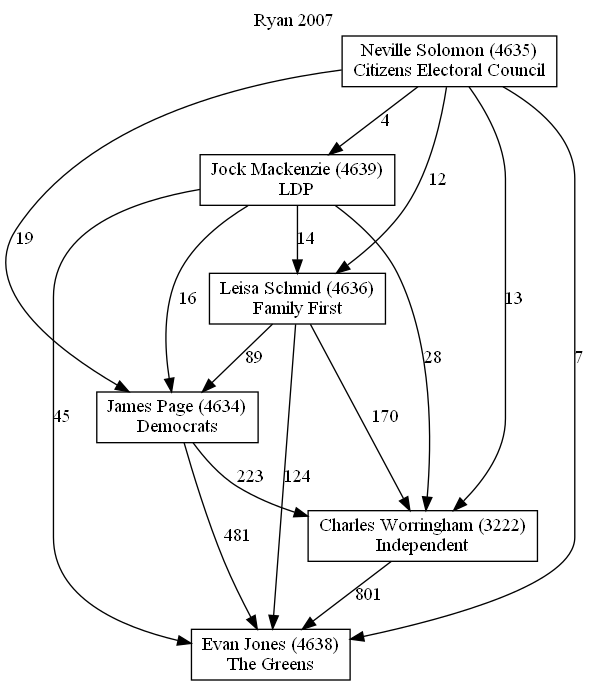 Ryan 2007
Neville Solomon (4635)
Citizens Electoral Council
4
12
Jock Mackenzie (4639)
LDP
19
14
13
Leisa Schmid (4636)
Family First
16
89
28
7
James Page (4634)
Democrats
45
170
223
124
Charles Worringham (3222)
Independent
481
801
Evan Jones (4638)
The Greens